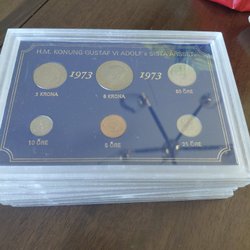 H.M. KONUNG GUSTAF VI ADOLF's SISTA ÅRSSET
1973 1973
1 KRONA 5 KRONA 50 ÖRE
10 ÖRE 5 ÖRE 25 ÖRE